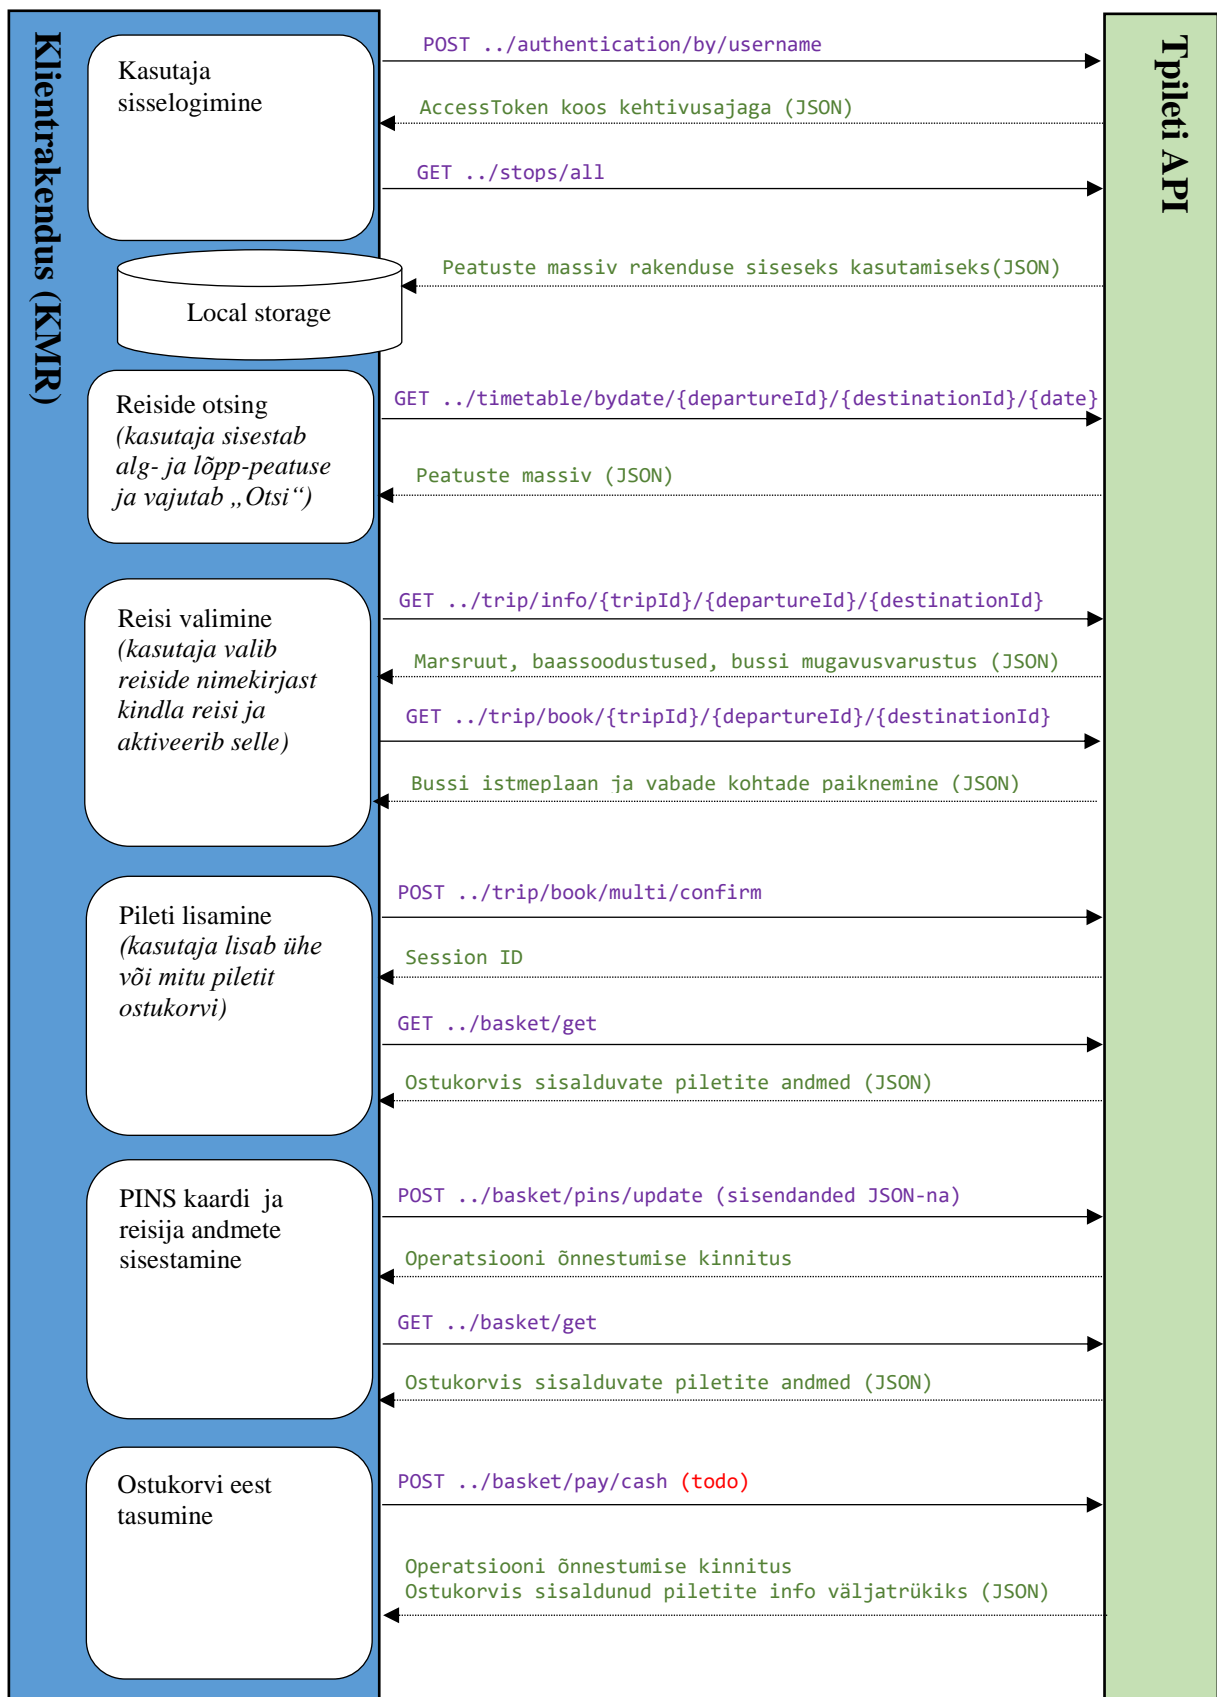 Klientrakendus (KMR)
Tpileti API
Kasutaja
sisselogimine
POST ../authentication/by/username
AccessToken koos kehtivusajaga (JSON)
GET ../stops/all
Peatuste massiv rakenduse siseseks kasutamiseks(JSON)
Local storage
Reiside otsing
(kasutaja sisestab
alg- ja lõpp-peatuse
ja vajutab „Otsi“)
GET ../timetable/bydate/{departureId}/{destinationId}/{date}
Peatuste massiv (JSON)
Reisi valimine
(kasutaja valib
reiside nimekirjast
kindla reisi ja
aktiveerib selle)
GET ../trip/info/{tripId}/{departureId}/{destinationId}
Marsruut, baassoodustused, bussi mugavusvarustus (JSON)
GET ../trip/book/{tripId}/{departureId}/{destinationId}
Bussi istmeplaan ja vabade kohtade paiknemine (JSON)
Pileti lisamine
(kasutaja lisab ühe
või mitu piletit
ostukorvi)
POST ../trip/book/multi/confirm
Session ID
GET ../basket/get
Ostukorvis sisalduvate piletite andmed (JSON)
PINS kaardi  ja
reisija andmete
sisestamine
POST ../basket/pins/update (sisendanded JSON-na)
Operatsiooni õnnestumise kinnitus
GET ../basket/get
Ostukorvis sisalduvate piletite andmed (JSON)
Ostukorvi eest
tasumine
POST ../basket/pay/cash (todo)
Operatsiooni õnnestumise kinnitus
Ostukorvis sisaldunud piletite info väljatrükiks (JSON)